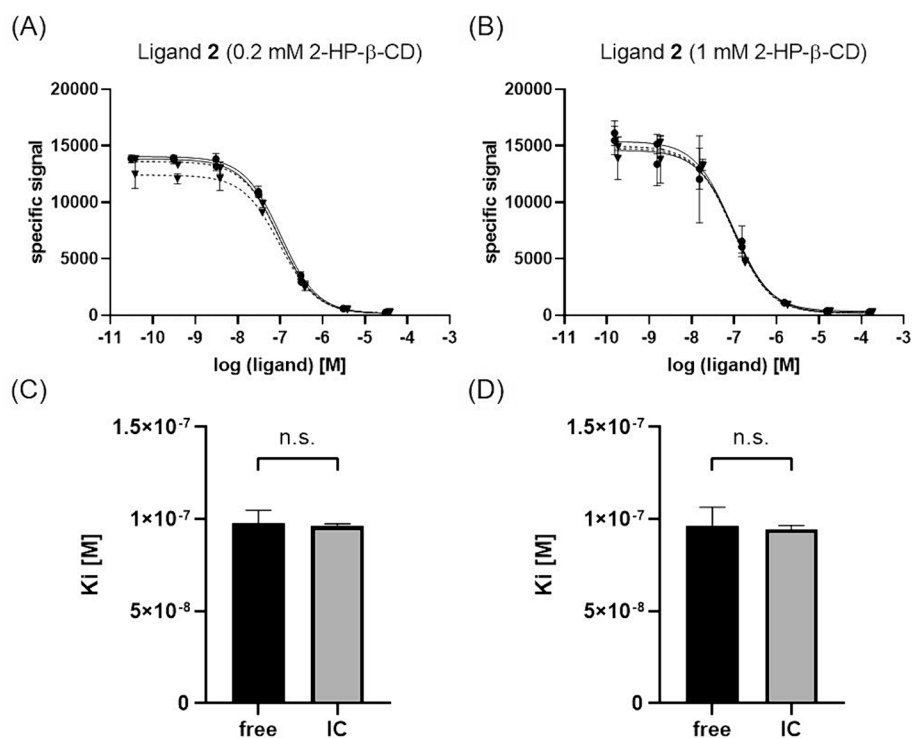 (A)
Ligand 2 (0.2 mM 2-HP-β-CD)
specific signal
20000
15000
10000
5000
0
-11 -10 -9 -8 -7 -6 -5 -4 -3
log (ligand) [M]
(B)
Ligand 2 (1 mM 2-HP-β-CD)
specific signal
20000
15000
10000
5000
0
-11 -10 -9 -8 -7 -6 -5 -4 -3
log (ligand) [M]
(C)
Ki [M]
1.5×10⁻⁷
1×10⁻⁷
5×10⁻⁸
0
n.s.
free IC
(D)
Ki [M]
1.5×10⁻⁷
1×10⁻⁷
5×10⁻⁸
0
n.s.
free IC